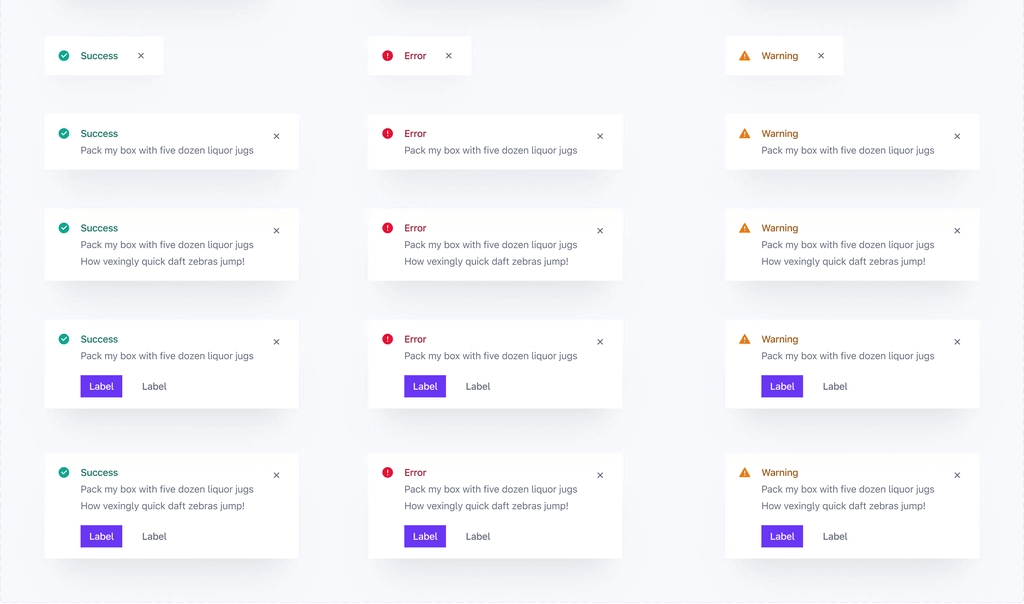 Success
Error
Warning
Success
Pack my box with five dozen liquor jugs
Error
Pack my box with five dozen liquor jugs
Warning
Pack my box with five dozen liquor jugs
Success
Pack my box with five dozen liquor jugs
How vexingly quick daft zebras jump!
Error
Pack my box with five dozen liquor jugs
How vexingly quick daft zebras jump!
Warning
Pack my box with five dozen liquor jugs
How vexingly quick daft zebras jump!
Success
Pack my box with five dozen liquor jugs
Label Label
Error
Pack my box with five dozen liquor jugs
Label Label
Warning
Pack my box with five dozen liquor jugs
Label Label
Success
Pack my box with five dozen liquor jugs
How vexingly quick daft zebras jump!
Label Label
Error
Pack my box with five dozen liquor jugs
How vexingly quick daft zebras jump!
Label Label
Warning
Pack my box with five dozen liquor jugs
How vexingly quick daft zebras jump!
Label Label